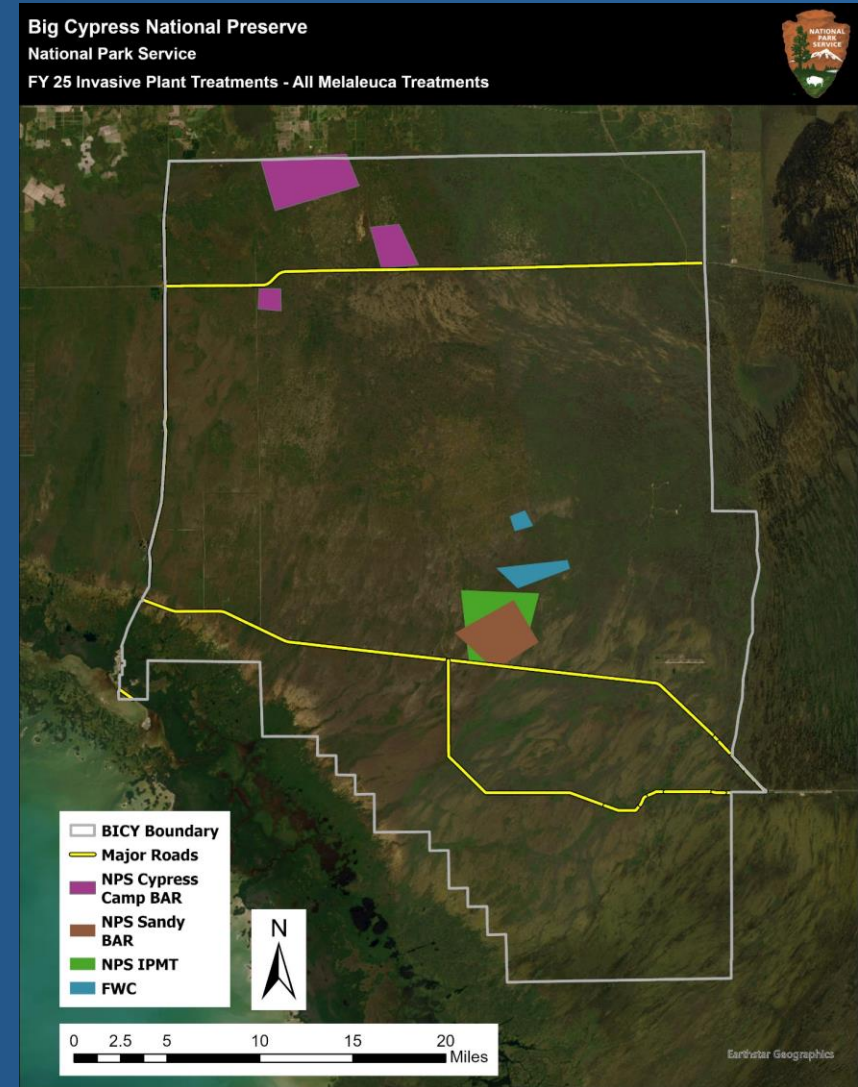 Big Cypress National Preserve
National Park Service
FY 25 Invasive Plant Treatments - All Melaleuca Treatments
NATIONAL
PARK
SERVICE
BICY Boundary
Major Roads
NPS Cypress
Camp BAR
NPS Sandy
BAR
NPS IPMT
FWC
N
0 2.5 5 10 15 20
Miles
Earthstar Geographics